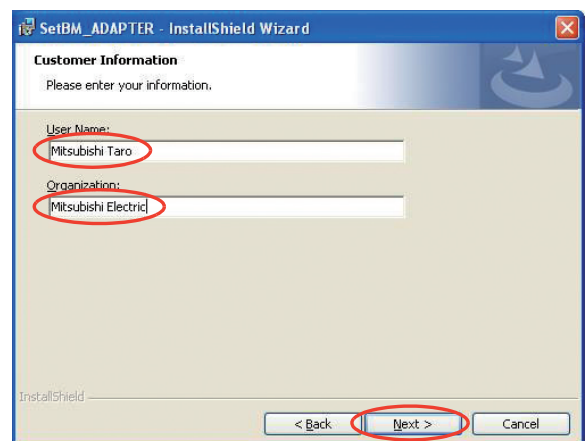 SetBM_ADAPTER - InstallShield Wizard
Customer Information
Please enter your information.
User Name:
Mitsubishi Taro
Organization:
Mitsubishi Electric
InstallShield
< Back Next > Cancel